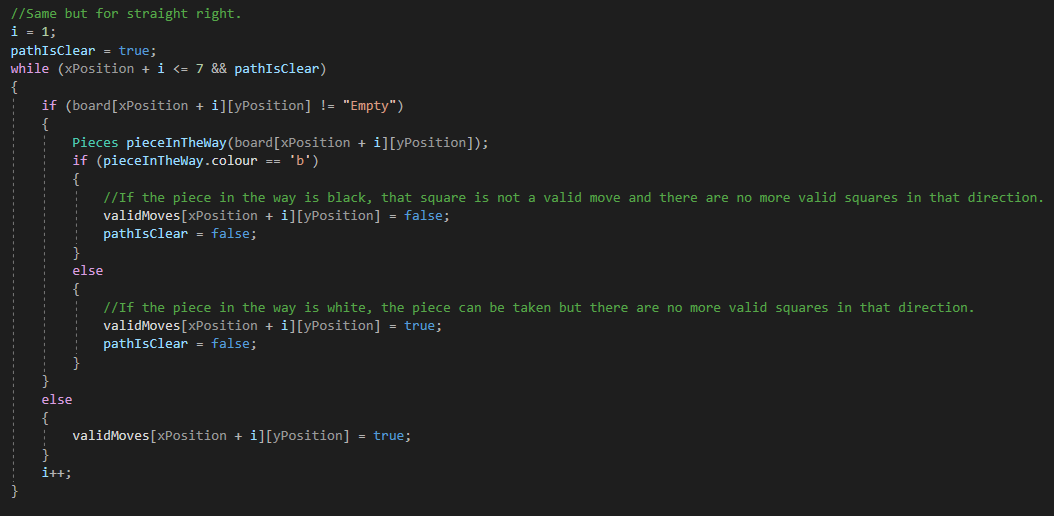 //Same but for straight right.
i = 1;
pathIsClear = true;
while (xPosition + i <= 7 && pathIsClear)
{
    if (board[xPosition + i][yPosition] != "Empty")
    {
        Pieces pieceInTheWay(board[xPosition + i][yPosition]);
        if (pieceInTheWay.colour == 'b')
        {
            //If the piece in the way is black, that square is not a valid move and there are no more valid squares in that direction.
            validMoves[xPosition + i][yPosition] = false;
            pathIsClear = false;
        }
        else
        {
            //If the piece in the way is white, the piece can be taken but there are no more valid squares in that direction.
            validMoves[xPosition + i][yPosition] = true;
            pathIsClear = false;
        }
    }
    else
    {
        validMoves[xPosition + i][yPosition] = true;
    }
    i++;
}